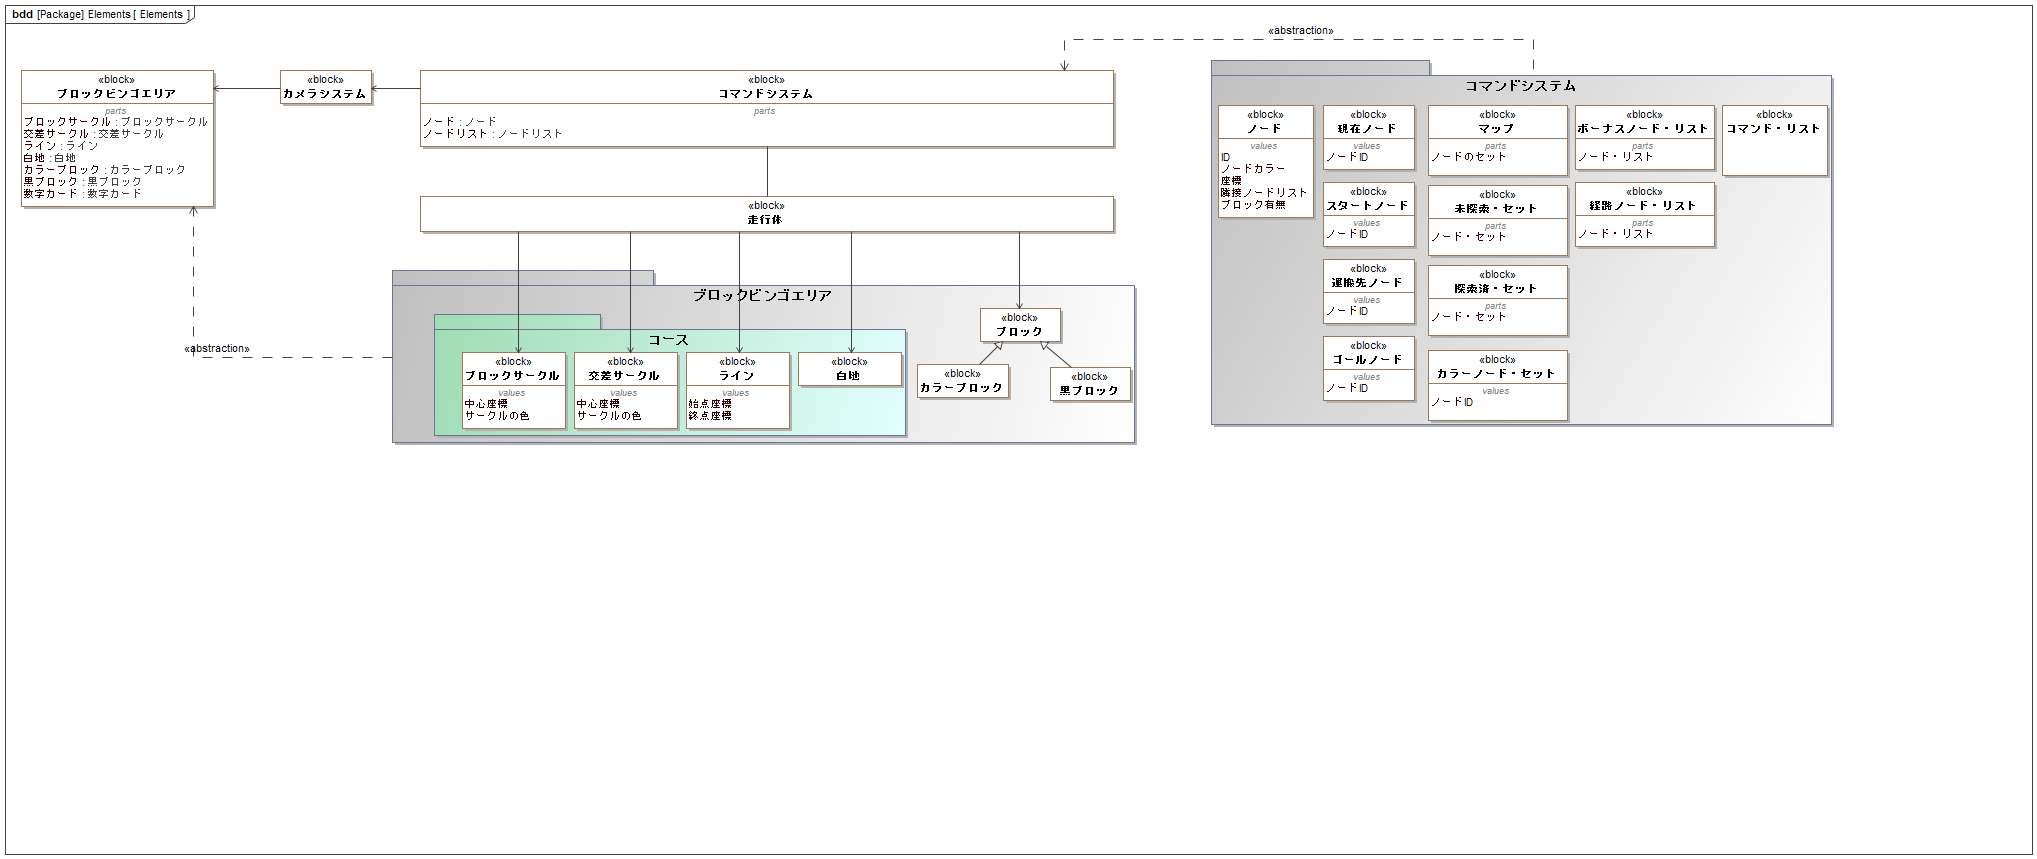 bdd [Package] Elements [ Elements ]
«abstraction»
«block»
ブロックビンゴエリア
parts
ブロックサークル : ブロックサークル
交差サークル : 交差サークル
ライン : ライン
白地 : 白地
カラーブロック : カラーブロック
黒ブロック : 黒ブロック
数字カード : 数字カード
«block»
カメラシステム
«block»
コマンドシステム
parts
ノード : ノード
ノードリスト : ノードリスト
«block»
走行体
«abstraction»
ブロックビンゴエリア
コース
«block»
ブロックサークル
values
中心座標
サークルの色
«block»
交差サークル
values
中心座標
サークルの色
«block»
ライン
values
始点座標
終点座標
«block»
白地
«block»
ブロック
«block»
カラーブロック
«block»
黒ブロック
コマンドシステム
«block»
ノード
values
ID
ノードカラー
座標
隣接ノードリスト
ブロック有無
«block»
現在ノード
values
ノードID
«block»
スタートノード
values
ノードID
«block»
運搬先ノード
values
ノードID
«block»
ゴールノード
values
ノードID
«block»
マップ
parts
ノードのセット
«block»
未探索・セット
parts
ノード・セット
«block»
探索済・セット
parts
ノード・セット
«block»
カラーノード・セット
values
ノードID
«block»
ボーナスノード・リスト
parts
ノード・リスト
«block»
経路ノード・リスト
parts
ノード・リスト
«block»
コマンド・リスト